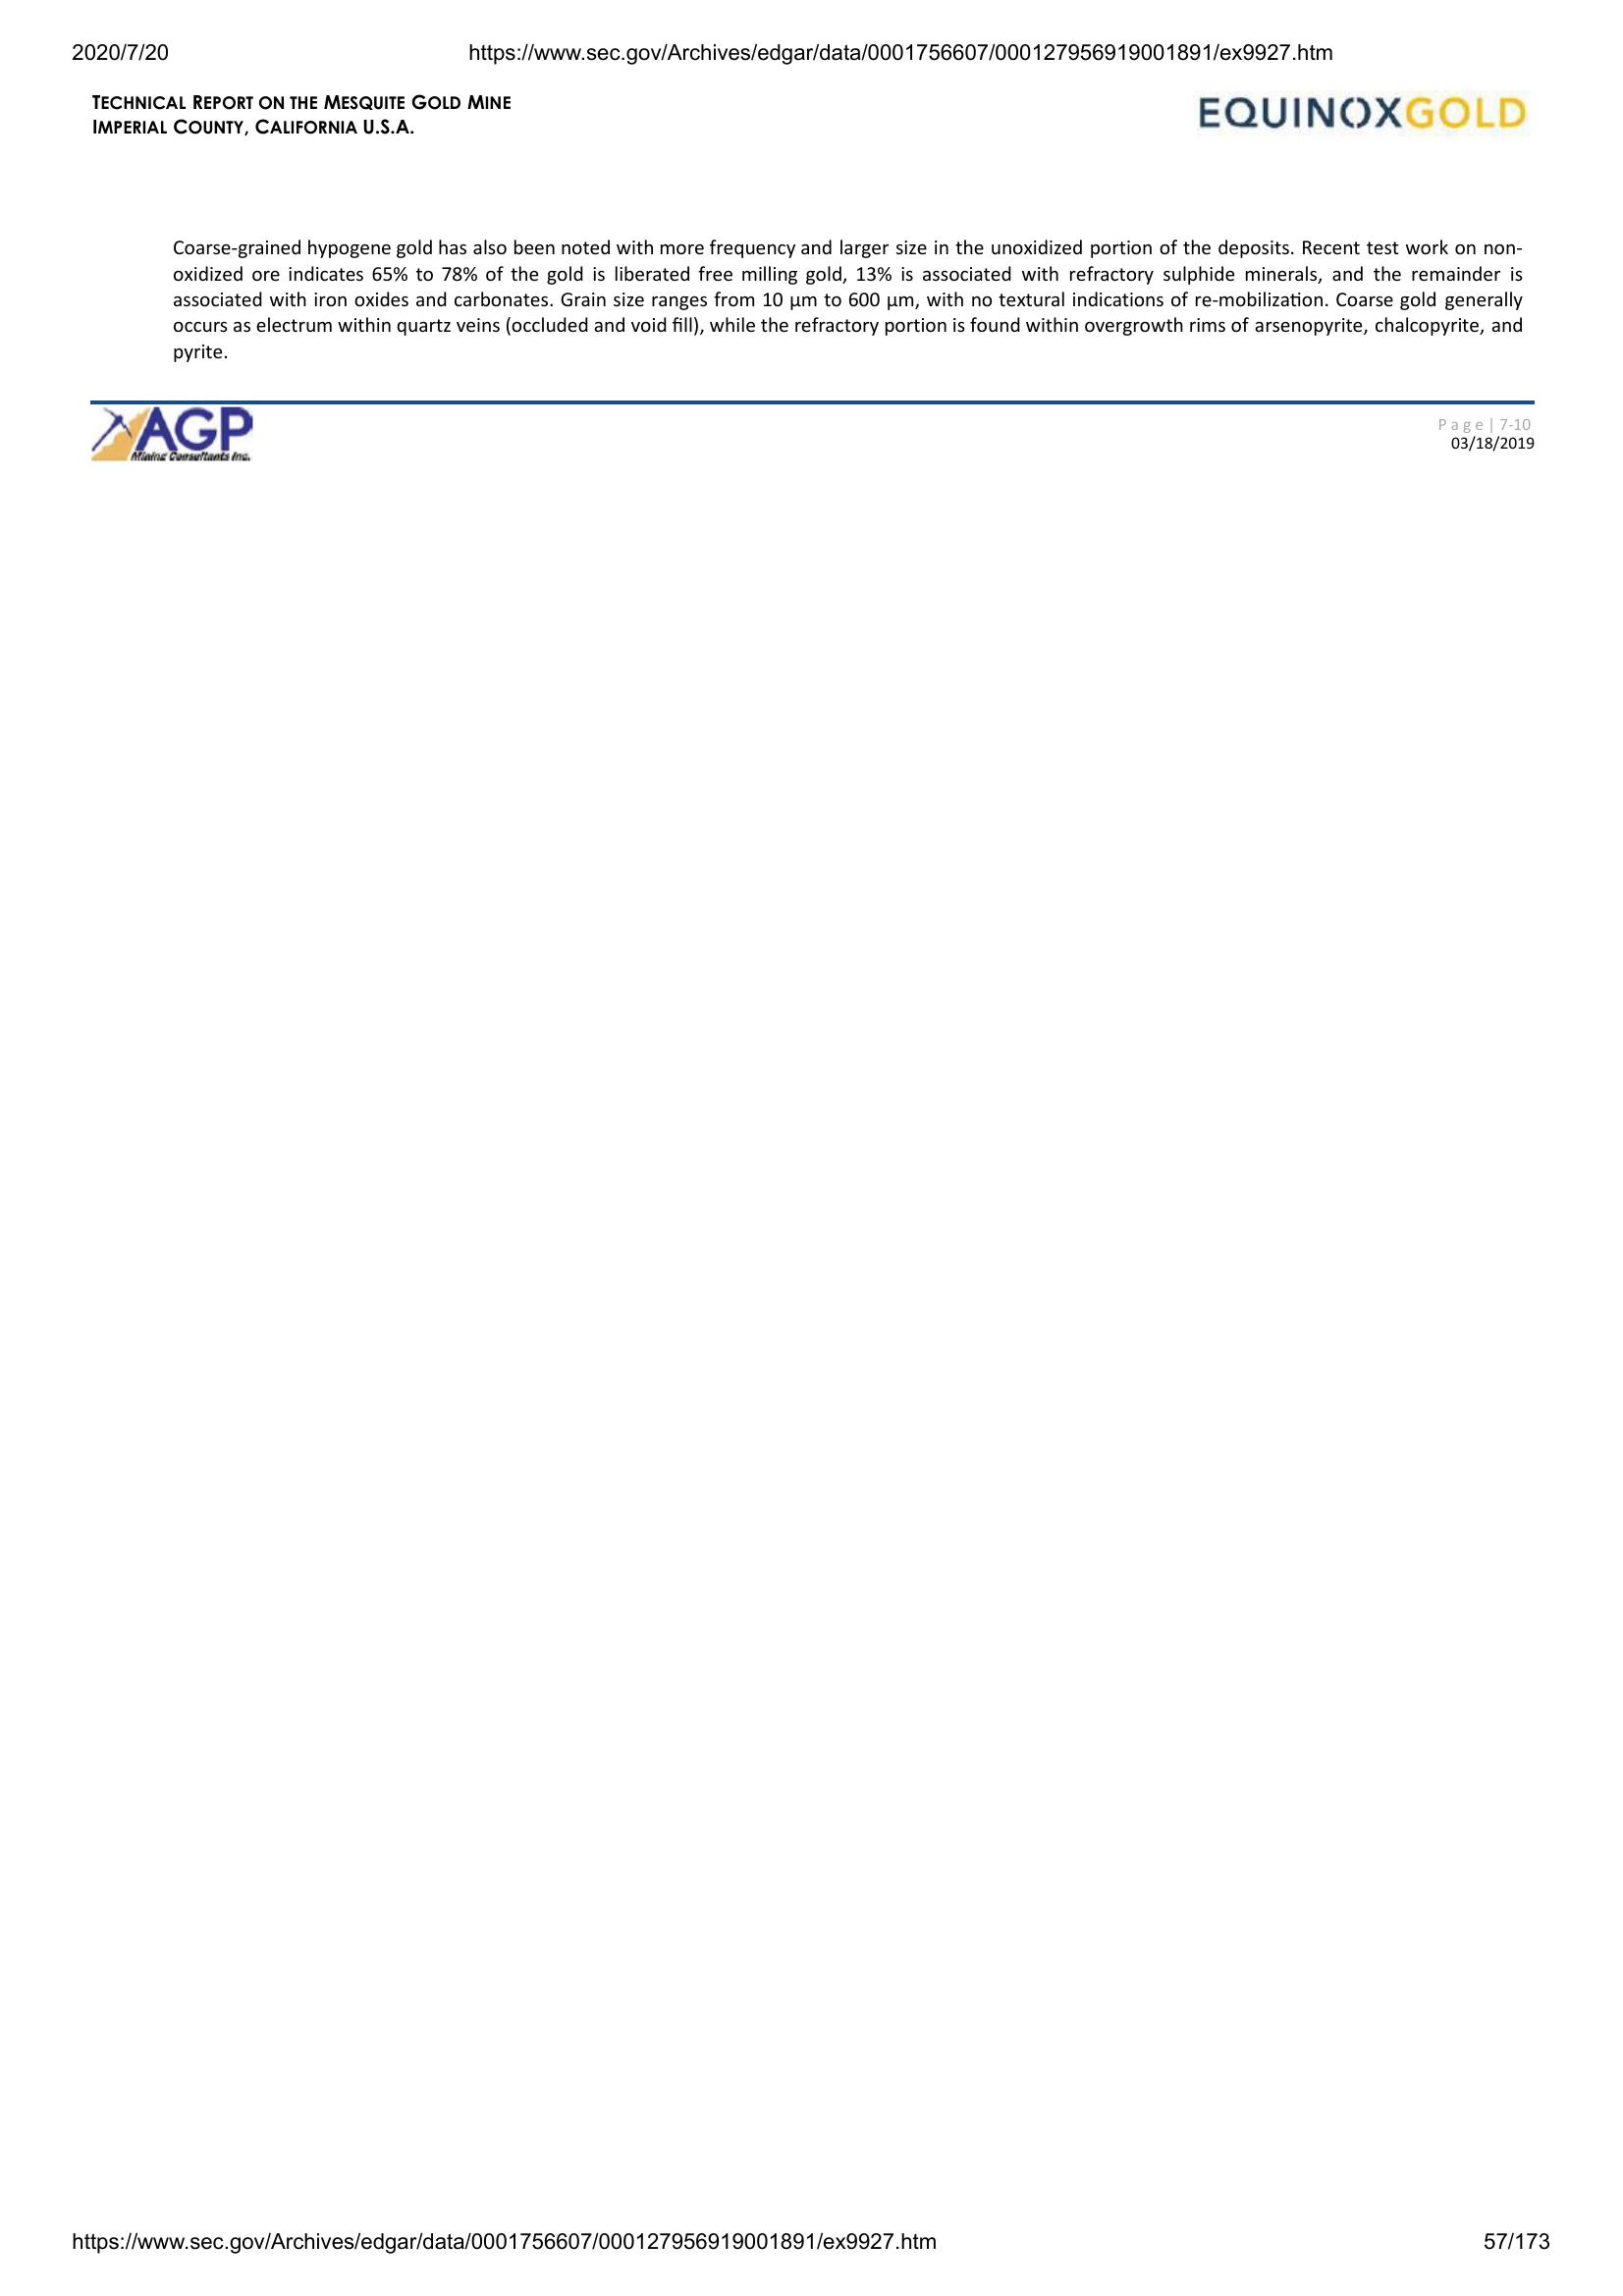 2020/7/20
https://www.sec.gov/Archives/edgar/data/0001756607/000127956919001891/ex9927.htm
TECHNICAL REPORT ON THE MESQUITE GOLD MINE
IMPERIAL COUNTY, CALIFORNIA U.S.A.
EQUINOXGOLD
Coarse-grained hypogene gold has also been noted with more frequency and larger size in the unoxidized portion of the deposits. Recent test work on non-
oxidized ore indicates 65% to 78% of the gold is liberated free milling gold, 13% is associated with refractory sulphide minerals, and the remainder is
associated with iron oxides and carbonates. Grain size ranges from 10 µm to 600 µm, with no textural indications of re-mobilization. Coarse gold generally
occurs as electrum within quartz veins (occluded and void fill), while the refractory portion is found within overgrowth rims of arsenopyrite, chalcopyrite, and
pyrite.
AGP
Mining Consultants Inc.
Page | 7-10
03/18/2019
https://www.sec.gov/Archives/edgar/data/0001756607/000127956919001891/ex9927.htm
57/173